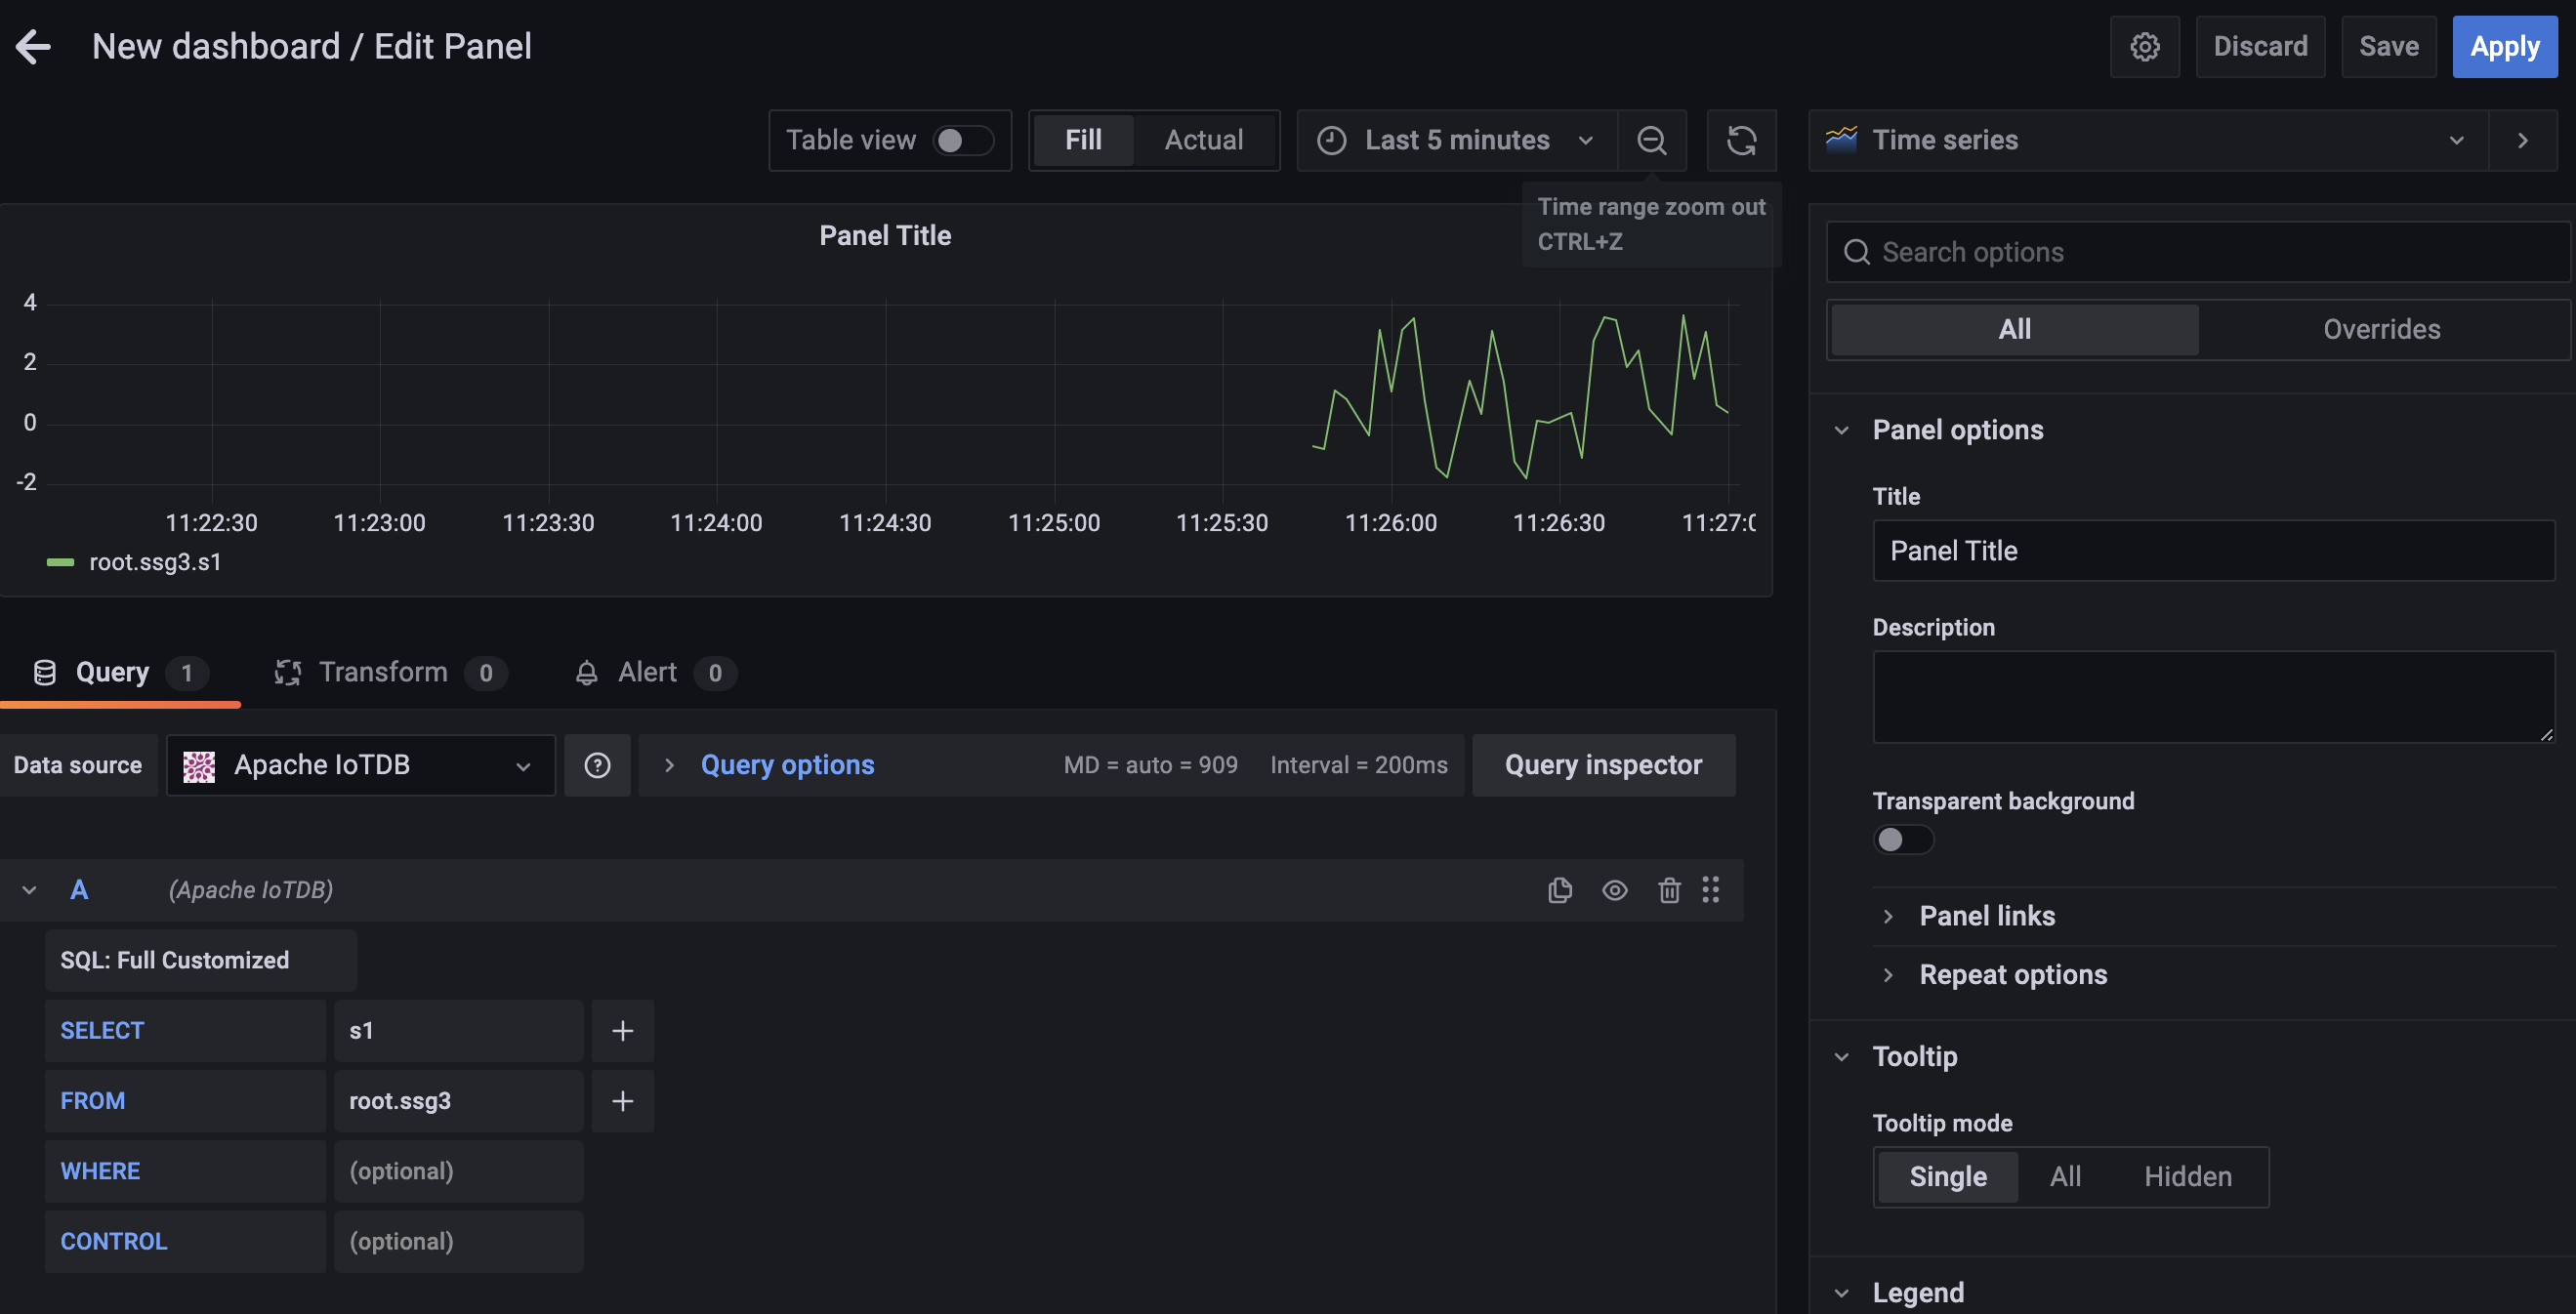 New dashboard / Edit Panel
Discard
Save
Apply
Table view
Fill
Actual
Last 5 minutes
Time series
Time range zoom out
CTRL+Z
Panel Title
4
2
0
-2
11:22:30
11:23:00
11:23:30
11:24:00
11:24:30
11:25:00
11:25:30
11:26:00
11:26:30
11:27:0
root.ssg3.s1
Query 1
Transform 0
Alert 0
Data source
Apache IoTDB
Query options
MD = auto = 909
Interval = 200ms
Query inspector
A
(Apache IoTDB)
SQL: Full Customized
SELECT
s1
+
FROM
root.ssg3
+
WHERE
(optional)
CONTROL
(optional)
Search options
All
Overrides
Panel options
Title
Panel Title
Description
Transparent background
Panel links
Repeat options
Tooltip
Tooltip mode
Single
All
Hidden
Legend